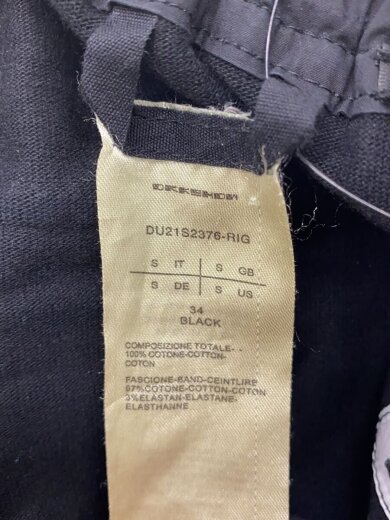 DRKSHDW
DU21S2376-RIG
S IT S GB
S DE S US
34
BLACK
COMPOSIZIONE TOTALE- -
100% COTONE-COTTON-
COTON
FASCIONE-BAND-CEINTURE
97%COTONE-COTTON-COTON
3%ELASTAN-ELASTANE-
ELASTHANNE